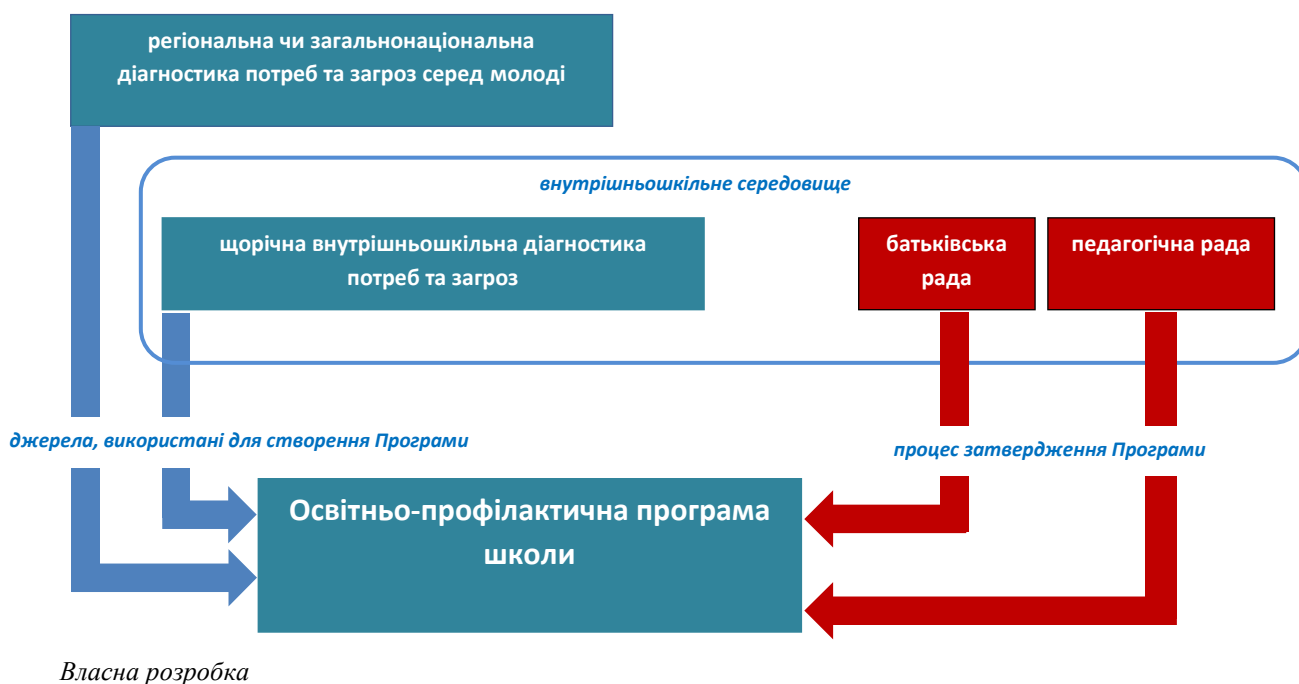 регіональна чи загальнонаціональна
діагностика потреб та загроз серед молоді
внутрішньошкільне середовище
щорічна внутрішньошкільна діагностика
потреб та загроз
батьківська
рада
педагогічна рада
джерела, використані для створення Програми
процес затвердження Програми
Освітньо-профілактична програма
школи
Власна розробка